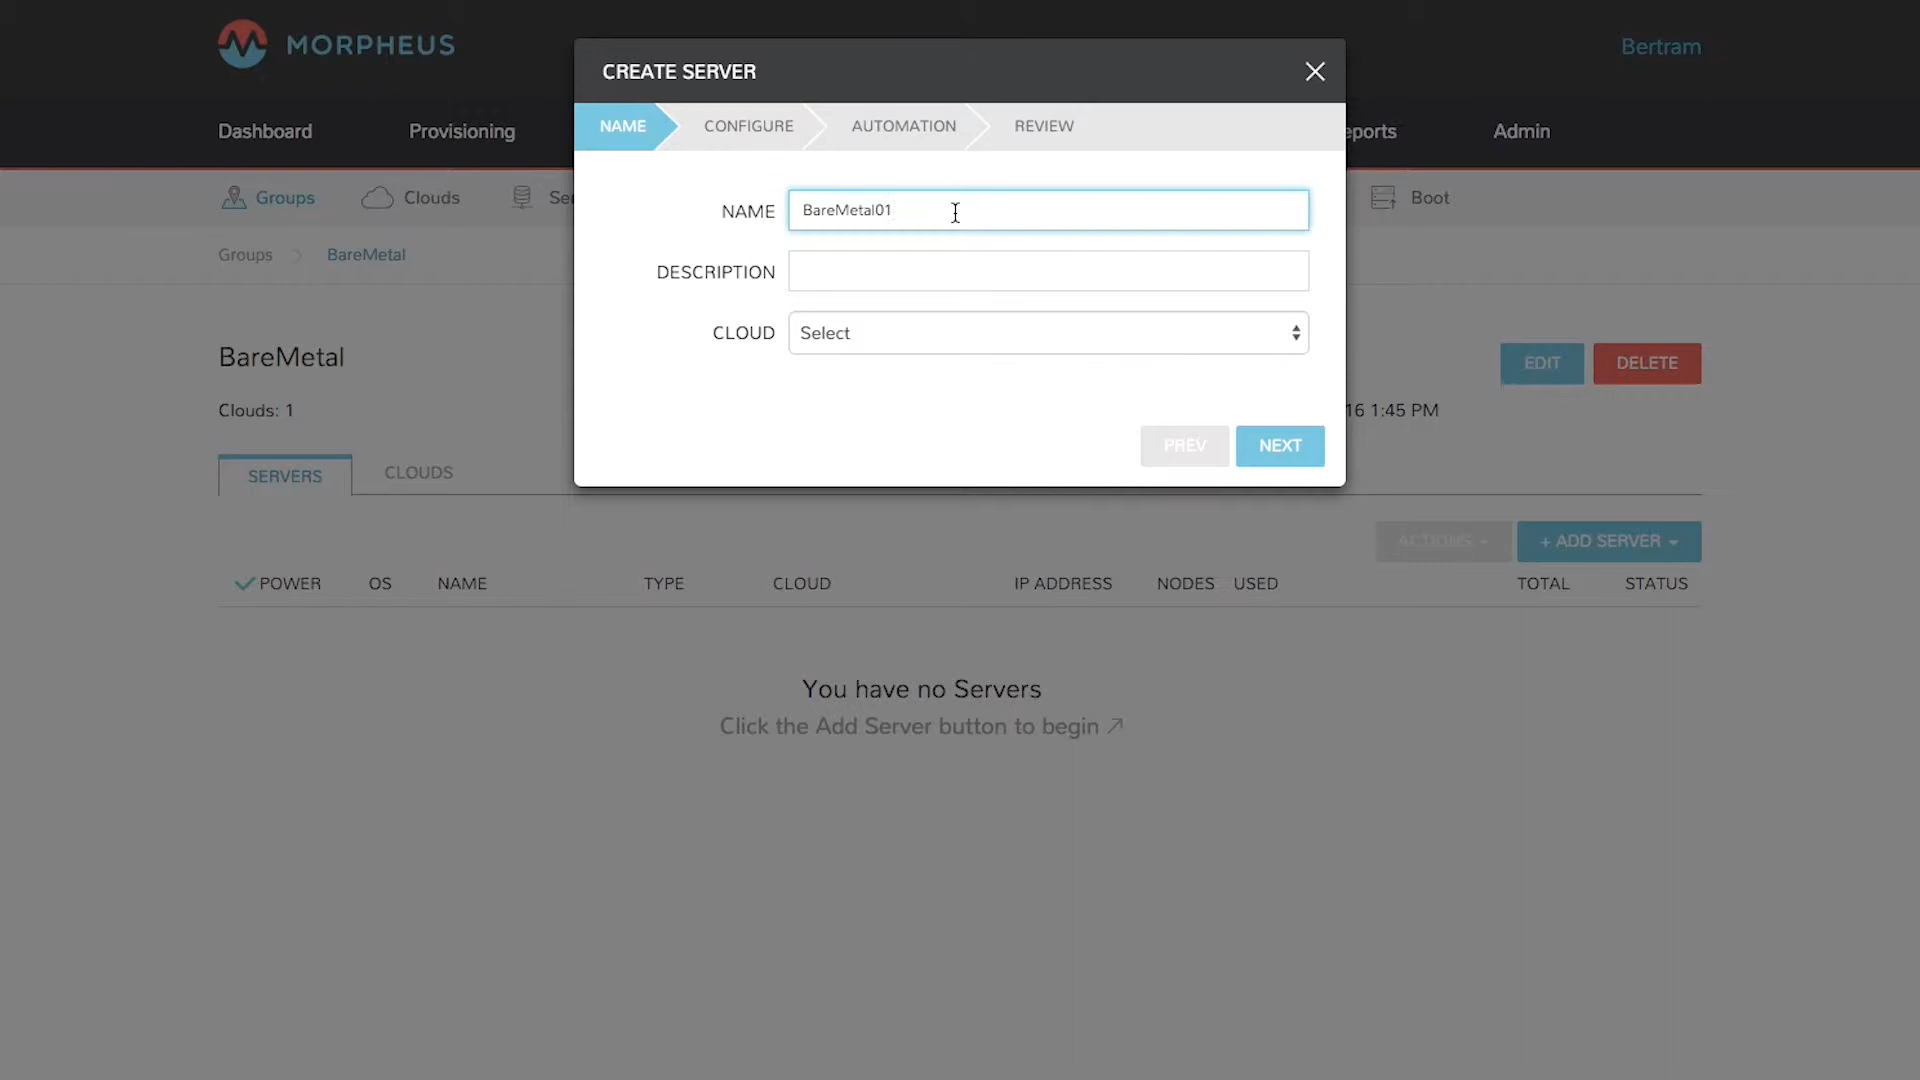 MORPHEUS
Bertram
Dashboard
Provisioning
Admin
Groups
Clouds
Boot
Groups
BareMetal
CREATE SERVER
NAME
CONFIGURE
AUTOMATION
REVIEW
NAME
BareMetal01
DESCRIPTION
CLOUD
Select
PREV
NEXT
BareMetal
EDIT
DELETE
Clouds: 1
16 1:45 PM
SERVERS
CLOUDS
ACTIONS
+ ADD SERVER
POWER
OS
NAME
TYPE
CLOUD
IP ADDRESS
NODES
USED
TOTAL
STATUS
You have no Servers
Click the Add Server button to begin